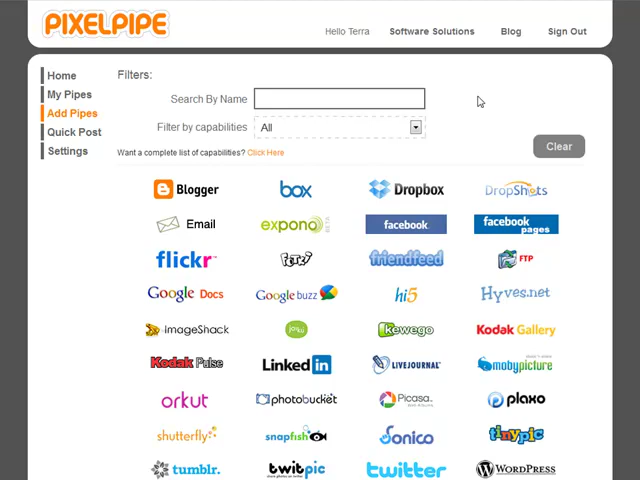 PIXELPIPE
Hello Terra Software Solutions Blog Sign Out
Home
My Pipes
Add Pipes
Quick Post
Settings
Filters:
Search By Name
Filter by capabilities All
Clear
Want a complete list of capabilities? Click Here
Blogger box Dropbox DropShots
Email expono BETA facebook. facebook pages
flickr Fotki friendfeed FTP
Google Docs Google buzz hi5 Hyves.net
imageShack kewego Kodak Gallery
Kodak Pulse LinkedIn LIVEJOURNAL mobypicture
orkut photobucket Picasa plaxo
shutterfly snapfish Sonico tinypic
tumblr. twitpic twitter WORDPRESS